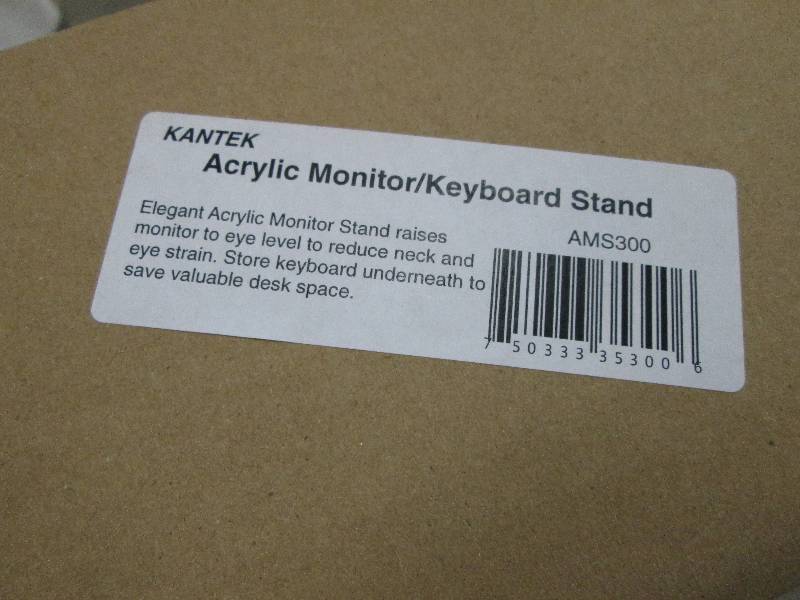 KANTEK
Acrylic Monitor/Keyboard Stand
Elegant Acrylic Monitor Stand raises
monitor to eye level to reduce neck and
eye strain. Store keyboard underneath to
save valuable desk space.
AMS300
7 50333 35300 6